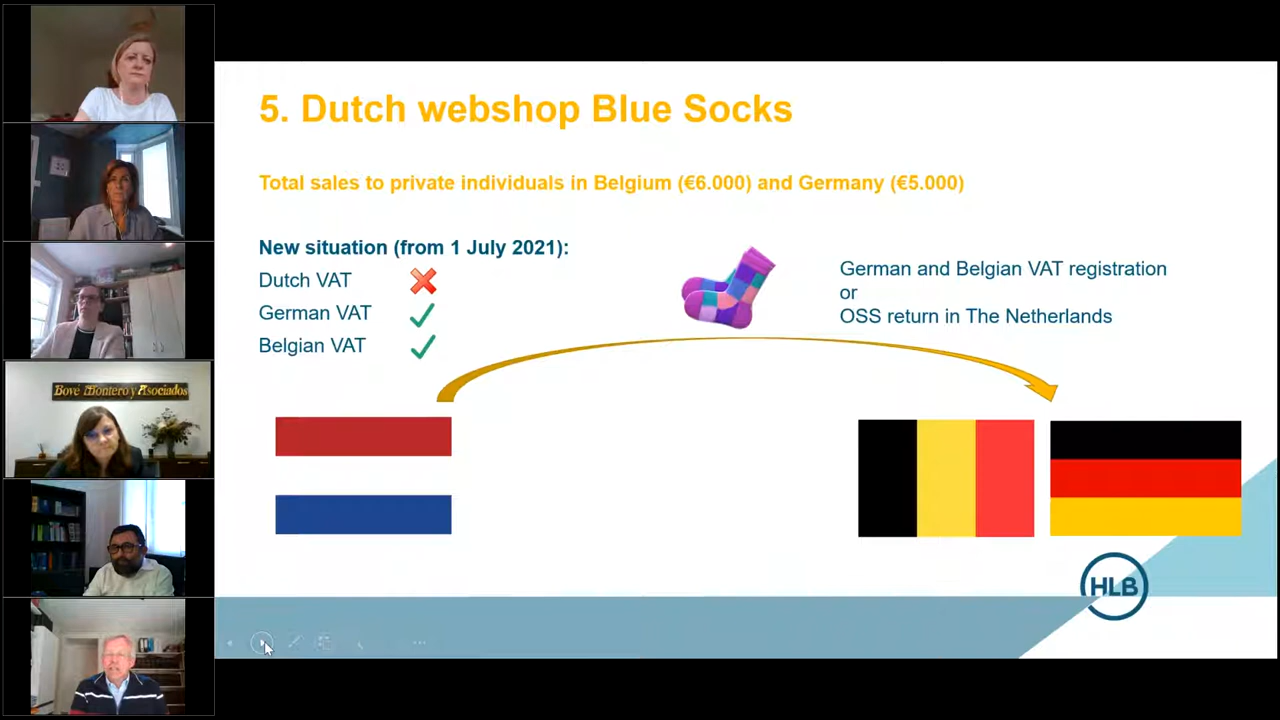 5. Dutch webshop Blue Socks
Total sales to private individuals in Belgium (€6.000) and Germany (€5.000)
New situation (from 1 July 2021):
Dutch VAT
German VAT
Belgian VAT
German and Belgian VAT registration
or
OSS return in The Netherlands
Bové Montero y Asociados
HLB